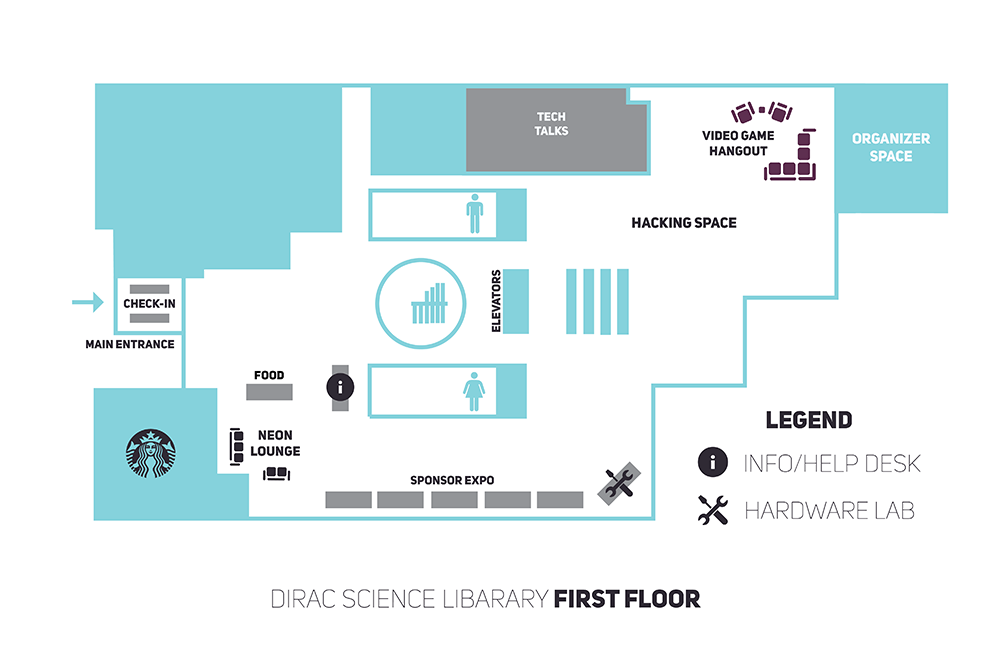 TECH
TALKS
VIDEO GAME
HANGOUT
ORGANIZER
SPACE
HACKING SPACE
ELEVATORS
CHECK-IN
MAIN ENTRANCE
FOOD
i
NEON
LOUNGE
SPONSOR EXPO
LEGEND
i INFO/HELP DESK
HARDWARE LAB
DIRAC SCIENCE LIBARARY FIRST FLOOR